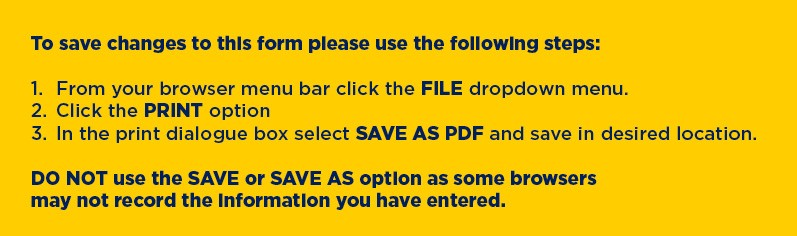 To save changes to this form please use the following steps:
1. From your browser menu bar click the FILE dropdown menu.
2. Click the PRINT option
3. In the print dialogue box select SAVE AS PDF and save in desired location.
DO NOT use the SAVE or SAVE AS option as some browsers
may not record the information you have entered.